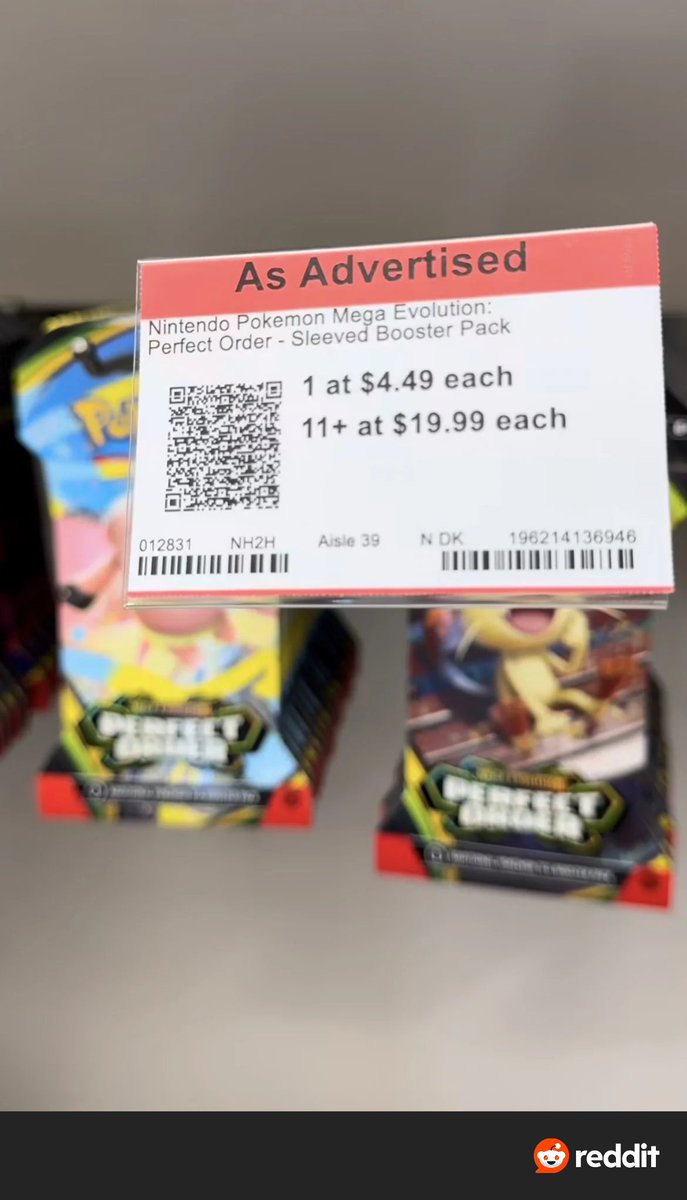 As Advertised
Nintendo Pokemon Mega Evolution:
Perfect Order - Sleeved Booster Pack
1 at $4.49 each
11+ at $19.99 each
012831 NH2H Aisle 39 N DK 196214136946
PERFECT
ORDER
PERFECT
ORDER
reddit